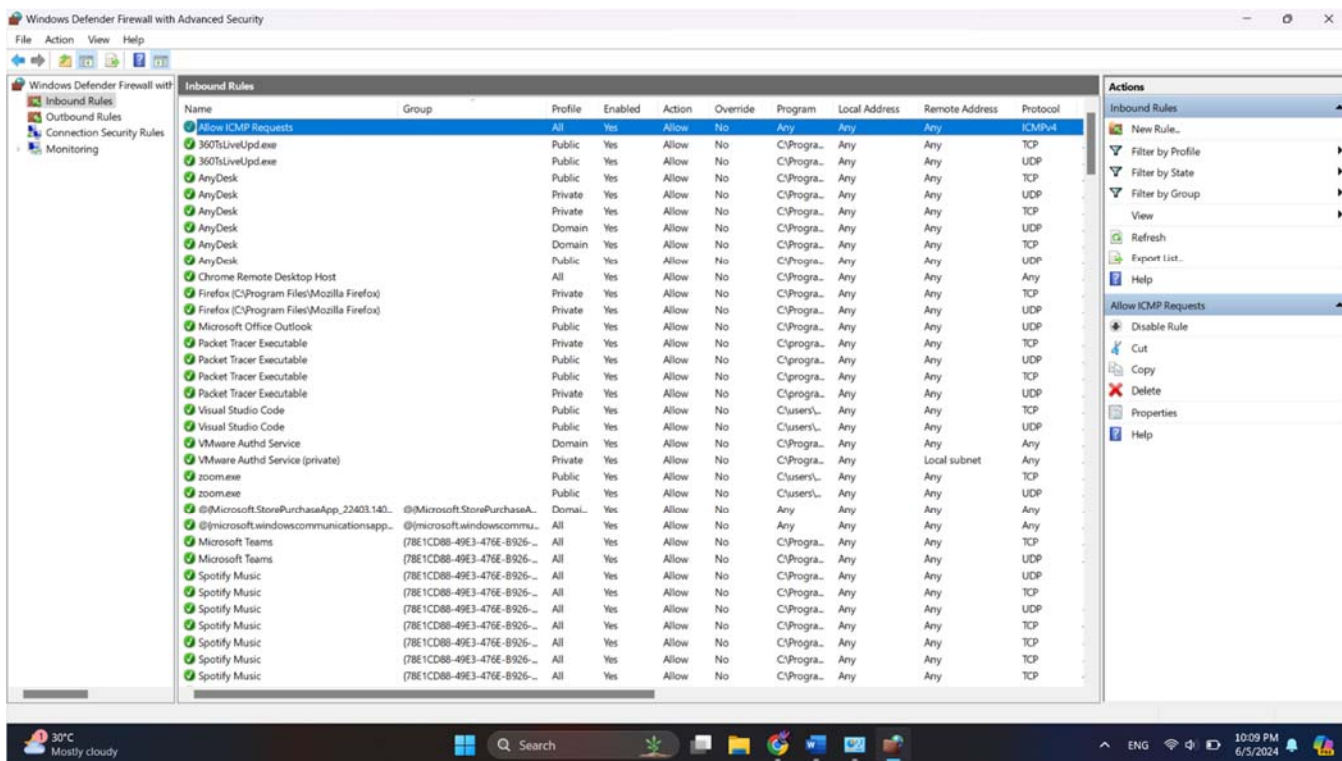 Windows Defender Firewall with Advanced Security
File Action View Help
Windows Defender Firewall with
Inbound Rules
Outbound Rules
Connection Security Rules
Monitoring
Inbound Rules
Name Group Profile Enabled Action Override Program Local Address Remote Address Protocol
Allow ICMP Requests All Yes Allow No Any Any Any ICMPv4
360TsLiveUpd.exe Public Yes Allow No C:\Progra... Any Any TCP
360TsLiveUpd.exe Public Yes Allow No C:\Progra... Any Any UDP
AnyDesk Public Yes Allow No C:\Progra... Any Any TCP
AnyDesk Private Yes Allow No C:\Progra... Any Any UDP
AnyDesk Private Yes Allow No C:\Progra... Any Any TCP
AnyDesk Domain Yes Allow No C:\Progra... Any Any UDP
AnyDesk Domain Yes Allow No C:\Progra... Any Any TCP
AnyDesk Public Yes Allow No C:\Progra... Any Any UDP
Chrome Remote Desktop Host All Yes Allow No C:\Progra... Any Any Any
Firefox (C:\Program Files\Mozilla Firefox) Private Yes Allow No C:\Progra... Any Any TCP
Firefox (C:\Program Files\Mozilla Firefox) Private Yes Allow No C:\Progra... Any Any UDP
Microsoft Office Outlook Public Yes Allow No C:\Progra... Any Any UDP
Packet Tracer Executable Private Yes Allow No C:\progra... Any Any TCP
Packet Tracer Executable Public Yes Allow No C:\progra... Any Any UDP
Packet Tracer Executable Public Yes Allow No C:\progra... Any Any TCP
Packet Tracer Executable Private Yes Allow No C:\progra... Any Any UDP
Visual Studio Code Public Yes Allow No C:\users\... Any Any TCP
Visual Studio Code Public Yes Allow No C:\users\... Any Any UDP
VMware Authd Service Domain Yes Allow No C:\Progra... Any Any Any
VMware Authd Service (private) Private Yes Allow No C:\Progra... Any Local subnet Any
zoom.exe Public Yes Allow No C:\users\... Any Any TCP
zoom.exe Public Yes Allow No C:\users\... Any Any UDP
@{Microsoft.StorePurchaseApp_22403.140... @{Microsoft.StorePurchaseA... Domai... Yes Allow No Any Any Any Any
@{microsoft.windowscommunicationsapp... @{microsoft.windowscommu... All Yes Allow No Any Any Any Any
Microsoft Teams {78E1CD88-49E3-476E-B926-... All Yes Allow No C:\Progra... Any Any TCP
Microsoft Teams {78E1CD88-49E3-476E-B926-... All Yes Allow No C:\Progra... Any Any UDP
Spotify Music {78E1CD88-49E3-476E-B926-... All Yes Allow No C:\Progra... Any Any UDP
Spotify Music {78E1CD88-49E3-476E-B926-... All Yes Allow No C:\Progra... Any Any TCP
Spotify Music {78E1CD88-49E3-476E-B926-... All Yes Allow No C:\Progra... Any Any UDP
Spotify Music {78E1CD88-49E3-476E-B926-... All Yes Allow No C:\Progra... Any Any TCP
Spotify Music {78E1CD88-49E3-476E-B926-... All Yes Allow No C:\Progra... Any Any TCP
Spotify Music {78E1CD88-49E3-476E-B926-... All Yes Allow No C:\Progra... Any Any TCP
Spotify Music {78E1CD88-49E3-476E-B926-... All Yes Allow No C:\Progra... Any Any TCP
Actions
Inbound Rules
New Rule...
Filter by Profile
Filter by State
Filter by Group
View
Refresh
Export List...
Help
Allow ICMP Requests
Disable Rule
Cut
Copy
Delete
Properties
Help
1
30°C
Mostly cloudy
Search
ENG
10:09 PM
6/5/2024